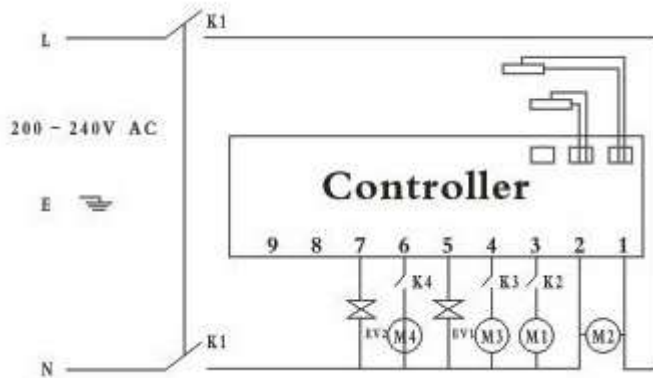 L K1
200 - 240V AC
E
Controller
9 8 7 6 5 4 3 2 1
K4 K3 K2
EV2 M4 EV1 M3 M1 M2
K1
N